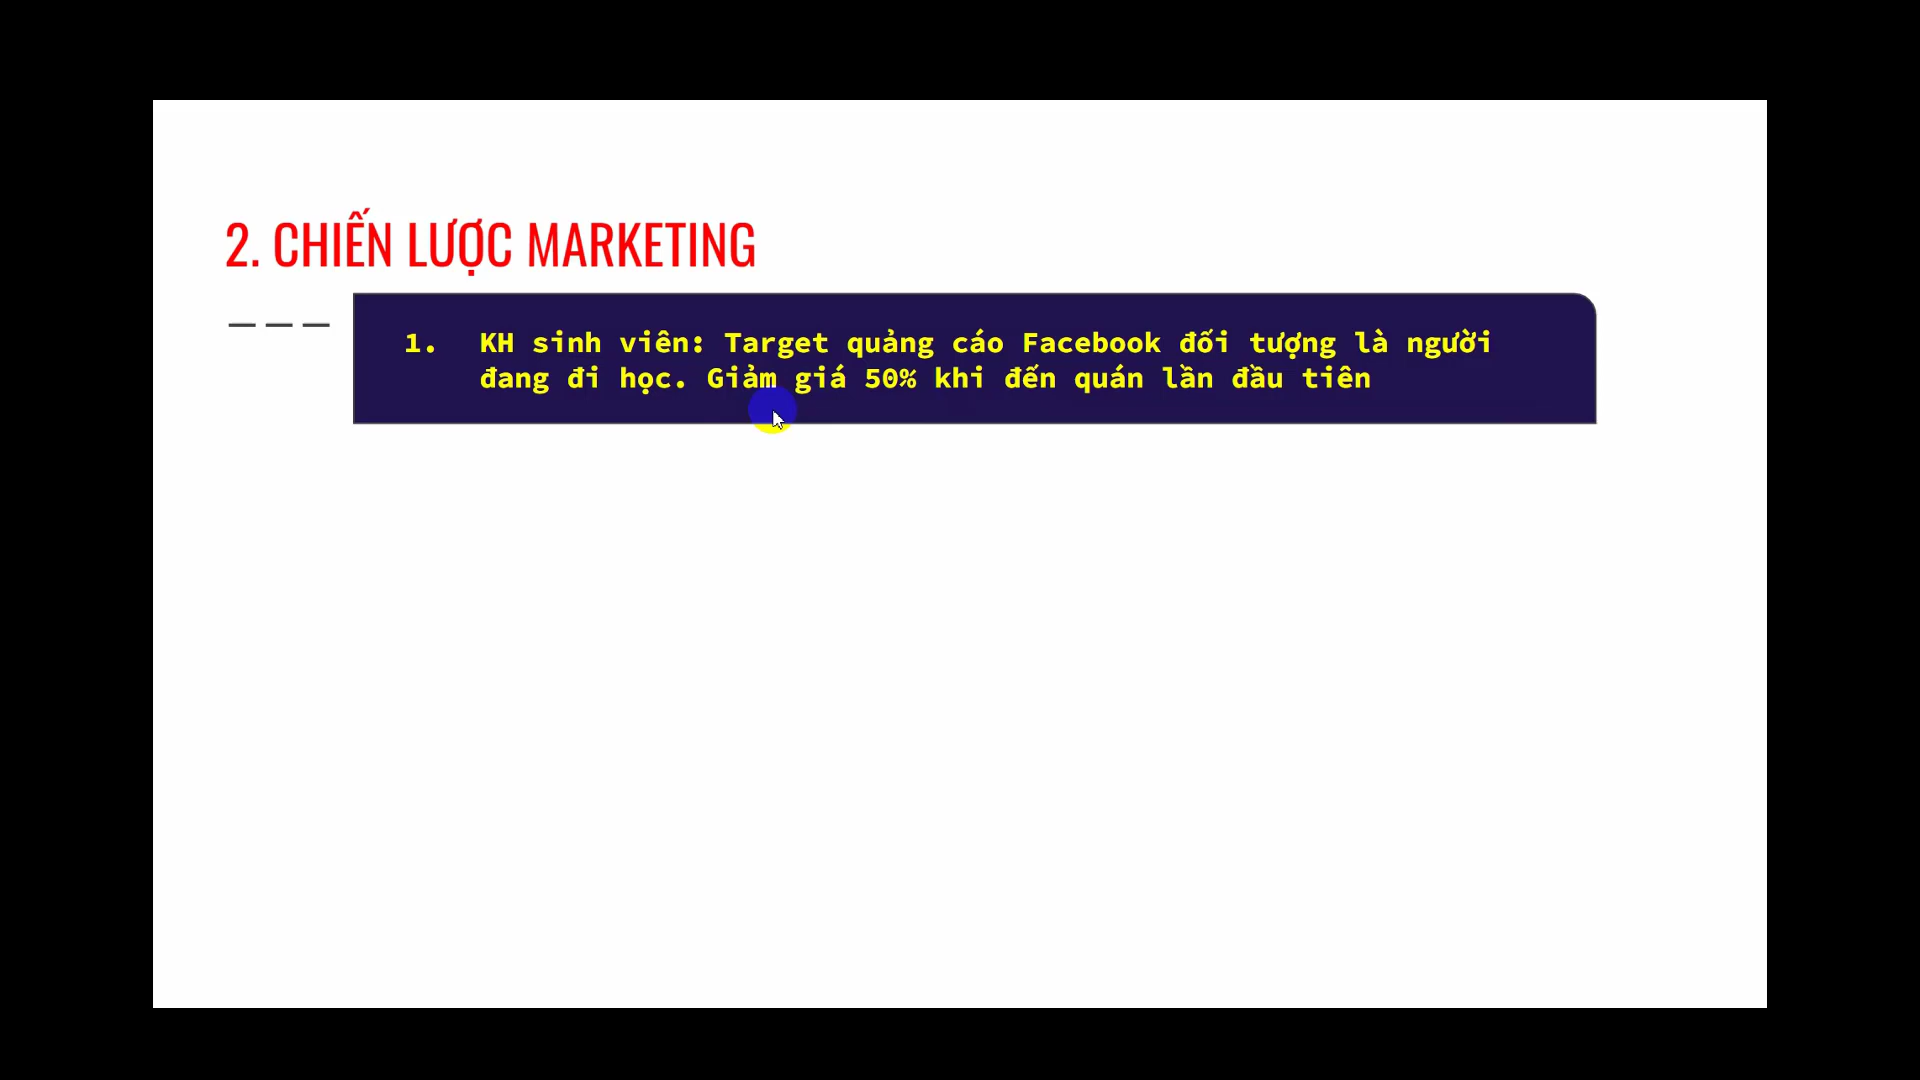 2. CHIẾN LƯỢC MARKETING
1. KH sinh viên: Target quảng cáo Facebook đối tượng là người
đang đi học. Giảm giá 50% khi đến quán lần đầu tiên